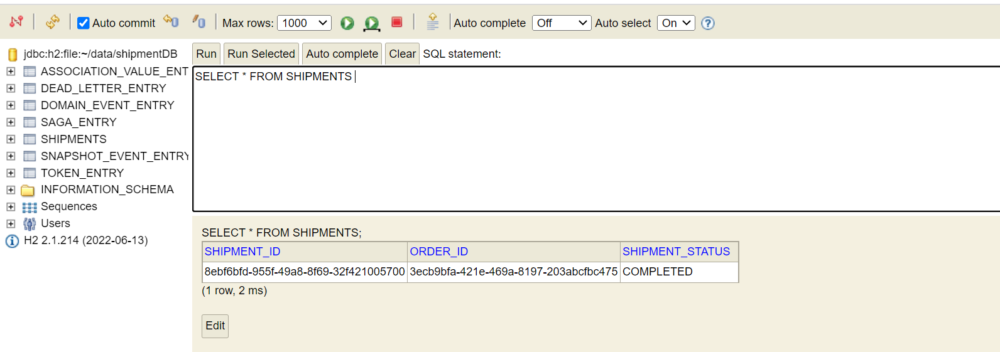 Auto commit Max rows: 1000 Auto complete Off Auto select On ?
jdbc:h2:file:~/data/shipmentDB
ASSOCIATION_VALUE_ENT
DEAD_LETTER_ENTRY
DOMAIN_EVENT_ENTRY
SAGA_ENTRY
SHIPMENTS
SNAPSHOT_EVENT_ENTRY
TOKEN_ENTRY
INFORMATION_SCHEMA
Sequences
Users
H2 2.1.214 (2022-06-13)
Run Run Selected Auto complete Clear SQL statement:
SELECT * FROM SHIPMENTS
SELECT * FROM SHIPMENTS;
SHIPMENT_ID ORDER_ID SHIPMENT_STATUS
8ebf6bfd-955f-49a8-8f69-32f421005700 3ecb9bfa-421e-469a-8197-203abcfbc475 COMPLETED
(1 row, 2 ms)
Edit